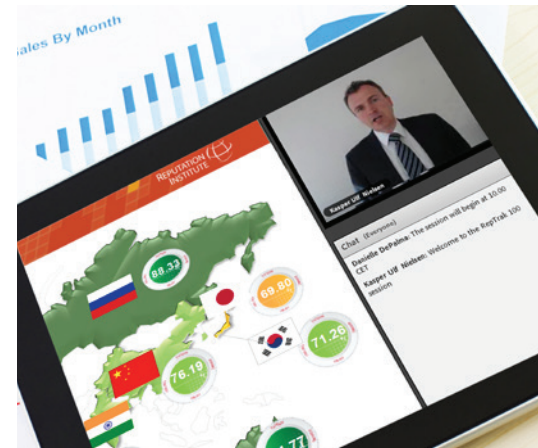 Sales By Month
REPUTATION
INSTITUTE
Kasper Ulf Nielsen
Chat (Everyone)
Danielle DePalma: The session will begin at 10.00
CET
Kasper Ulf Nielsen: Welcome to the RepTrak 100
session
88.33
69.80
71.26
76.19
.77